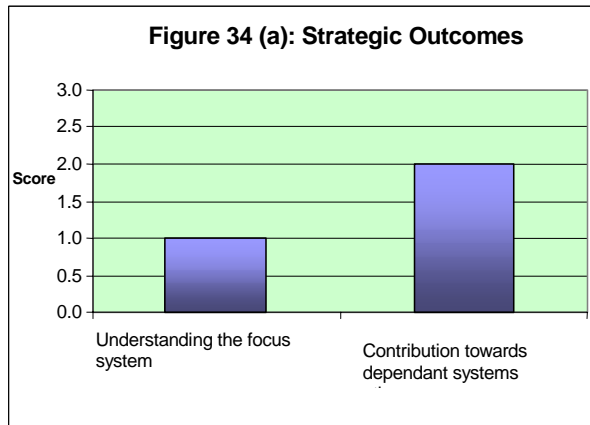 Figure 34 (a): Strategic Outcomes
3.0
2.5
2.0
Score
1.5
1.0
0.5
0.0
Understanding the focus
system
Contribution towards
dependant systems